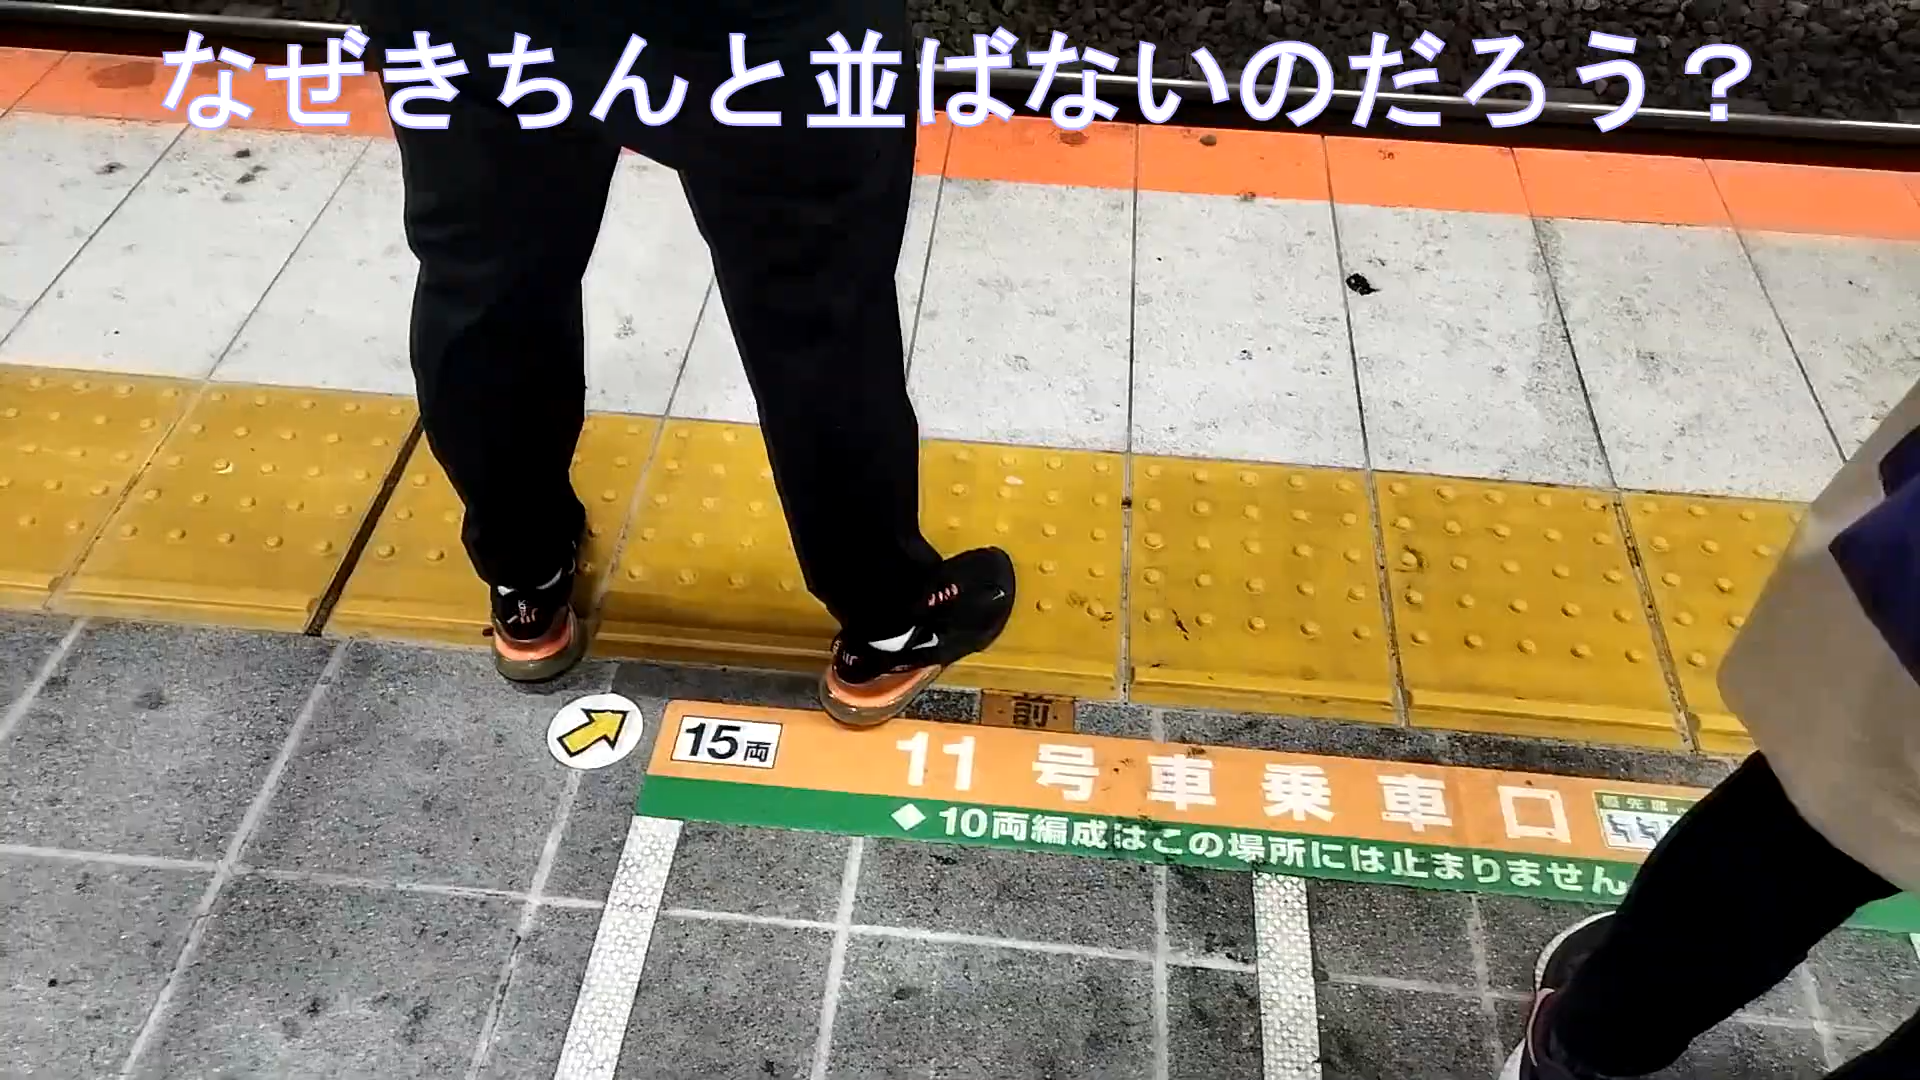 なぜきちんと並ばないのだろう？
前
15両
11号車乗車口
◆10両編成はこの場所には止まりません